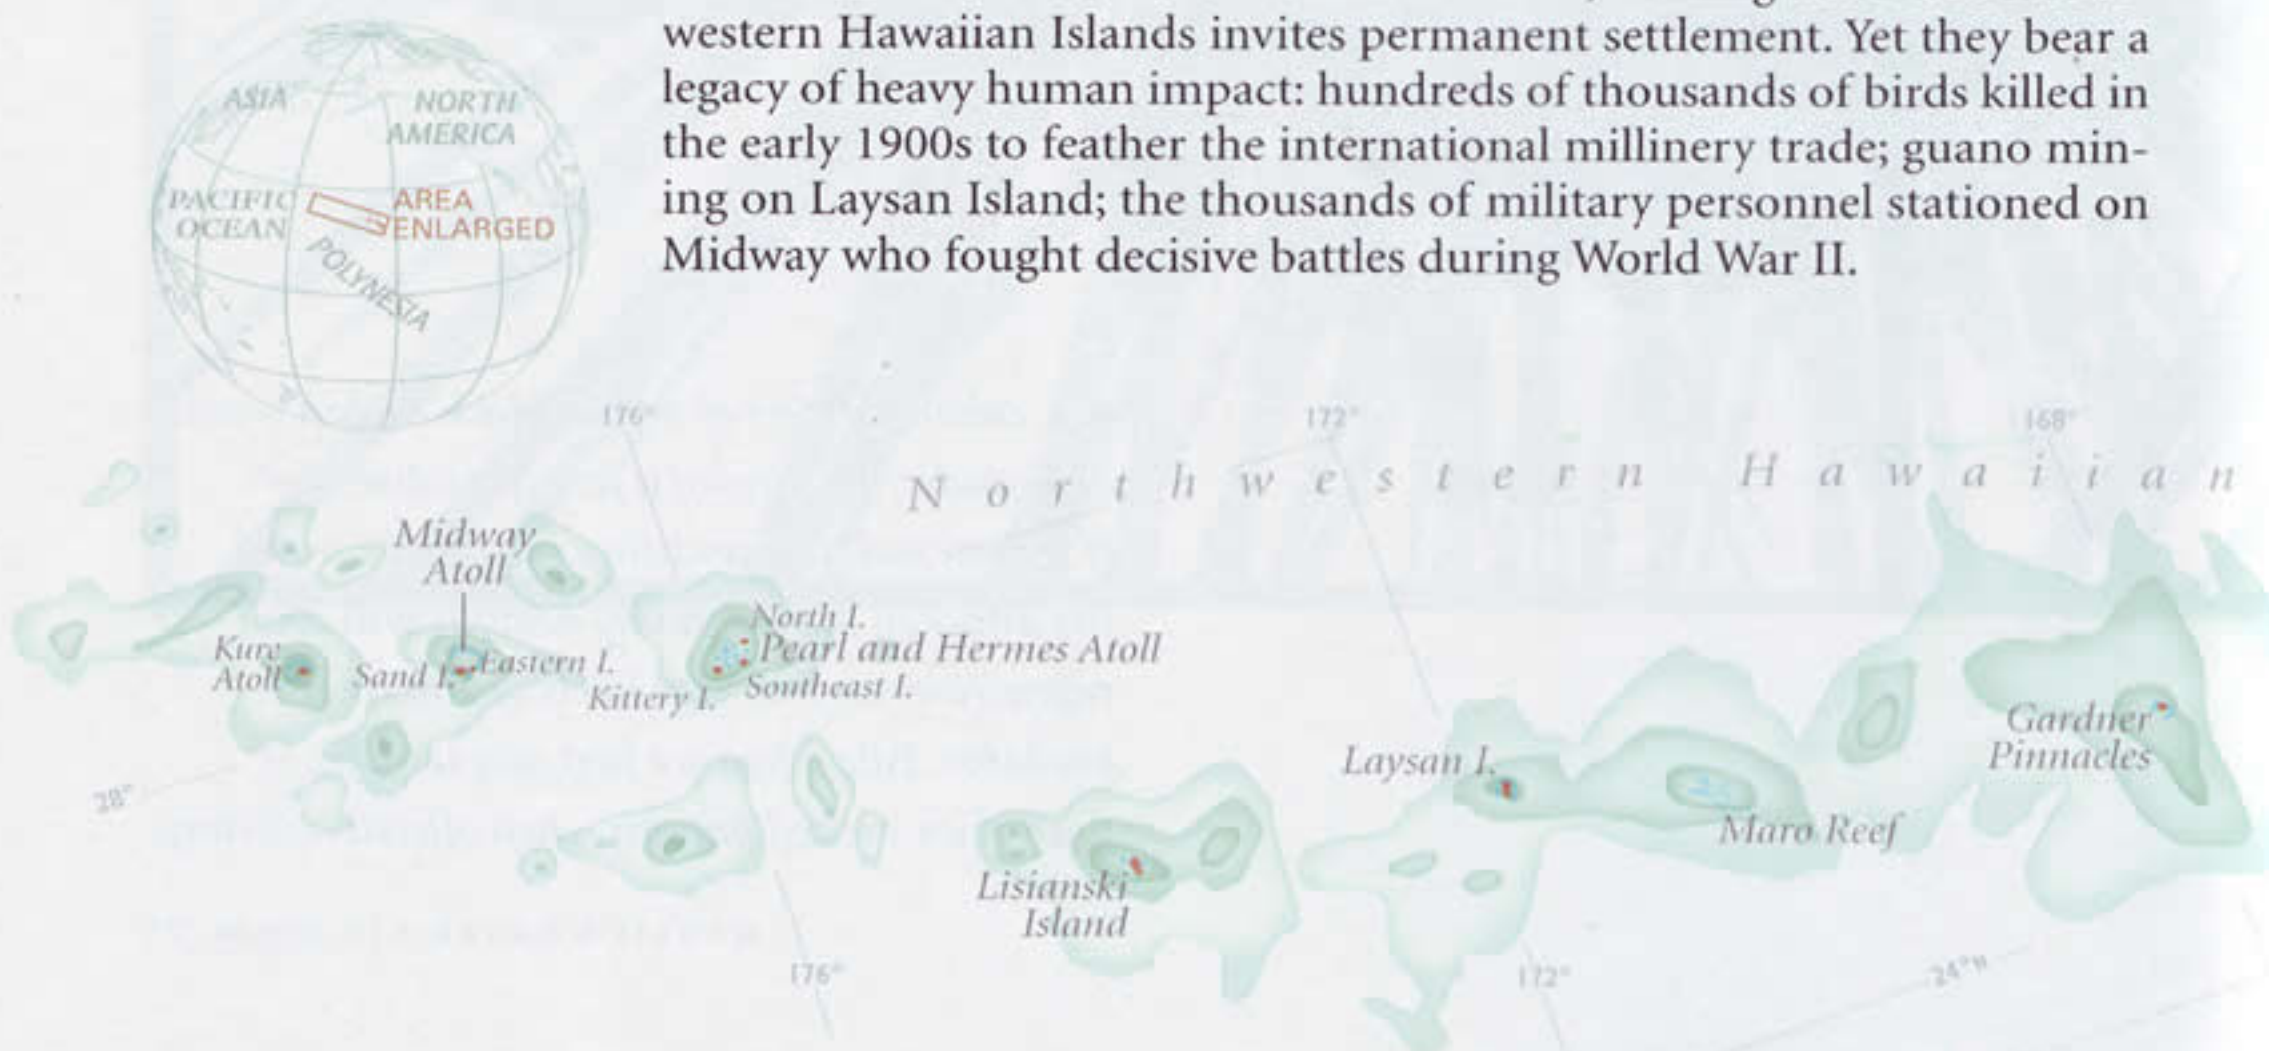 western Hawaiian Islands invites permanent settlement. Yet they bear a
legacy of heavy human impact: hundreds of thousands of birds killed in
the early 1900s to feather the international millinery trade; guano min-
ing on Laysan Island; the thousands of military personnel stationed on
Midway who fought decisive battles during World War II.
ASIA
NORTH
AMERICA
PACIFIC
OCEAN
AREA
ENLARGED
POLYNESIA
176°
172°
168°
Northwestern Hawaiian
Midway
Atoll
Kure
Atoll
Sand I.
Eastern I.
North I.
Pearl and Hermes Atoll
Kittery I.
Southeast I.
Gardner
Pinnacles
Laysan I.
28°
Maro Reef
Lisianski
Island
176°
172°
24°N